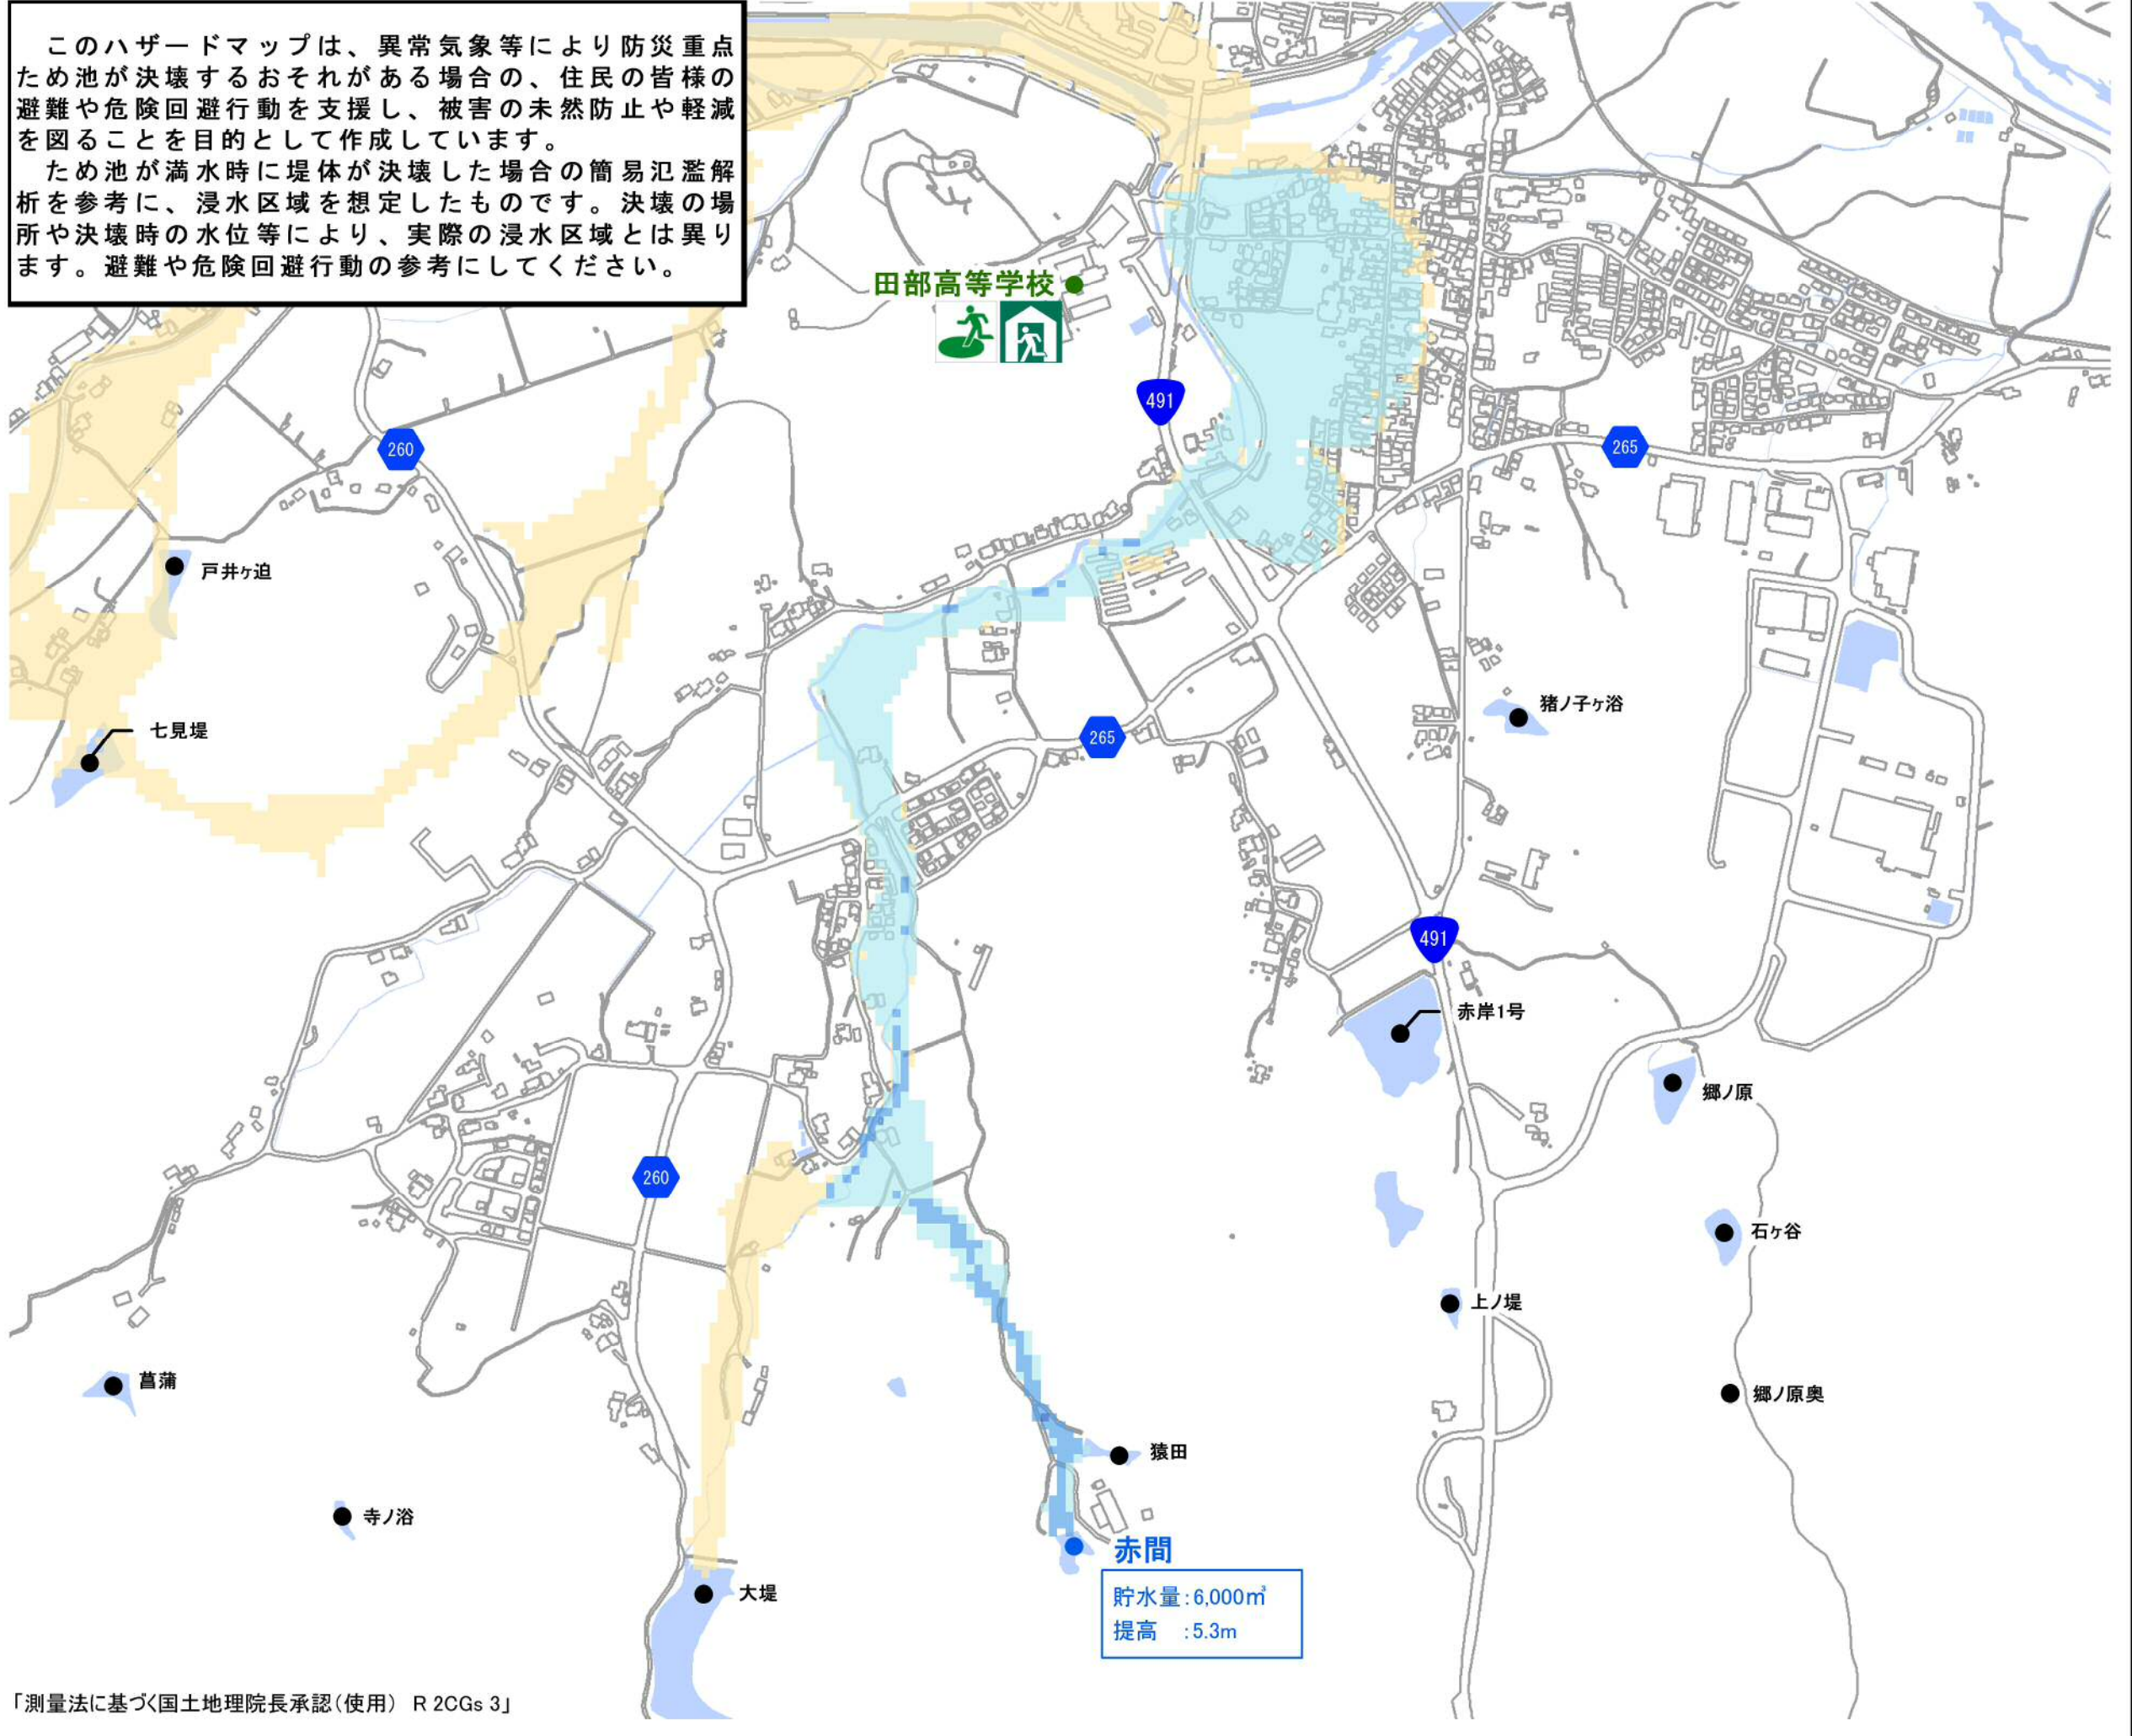 このハザードマップは、異常気象等により防災重点
ため池が決壊するおそれがある場合の、住民の皆様の
避難や危険回避行動を支援し、被害の未然防止や軽減
を図ることを目的として作成しています。
ため池が満水時に堤体が決壊した場合の簡易氾濫解
析を参考に、浸水区域を想定したものです。決壊の場
所や決壊時の水位等により、実際の浸水区域とは異り
ます。避難や危険回避行動の参考にしてください。
田部高等学校
491
260
265
戸井ヶ迫
七見堤
猪ノ子ヶ浴
265
491
赤岸1号
郷ノ原
260
石ヶ谷
上ノ堤
菖蒲
郷ノ原奥
猿田
寺ノ浴
赤間
大堤
貯水量:6,000㎥
提高 :5.3m
「測量法に基づく国土地理院長承認(使用) R 2CGs 3」